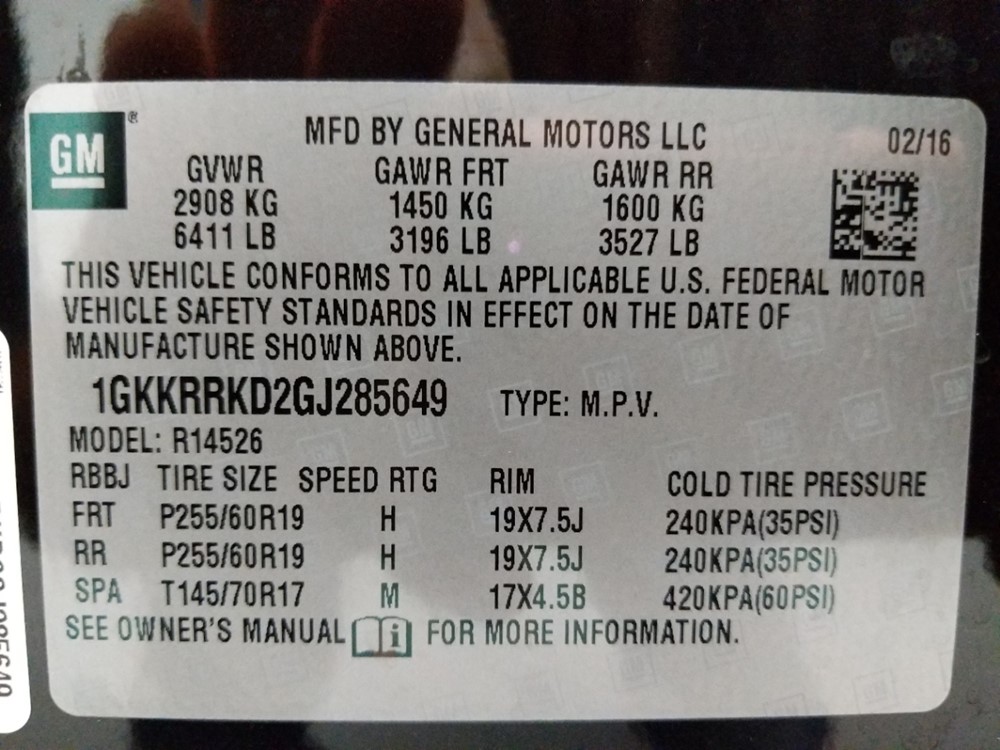 GM®
MFD BY GENERAL MOTORS LLC 02/16
GVWR GAWR FRT GAWR RR
2908 KG 1450 KG 1600 KG
6411 LB 3196 LB 3527 LB
THIS VEHICLE CONFORMS TO ALL APPLICABLE U.S. FEDERAL MOTOR
VEHICLE SAFETY STANDARDS IN EFFECT ON THE DATE OF
MANUFACTURE SHOWN ABOVE.
1GKKRRKD2GJ285649 TYPE: M.P.V.
MODEL: R14526
RBBJ TIRE SIZE SPEED RTG RIM COLD TIRE PRESSURE
FRT P255/60R19 H 19X7.5J 240KPA(35PSI)
RR P255/60R19 H 19X7.5J 240KPA(35PSI)
SPA T145/70R17 M 17X4.5B 420KPA(60PSI)
SEE OWNER'S MANUAL i FOR MORE INFORMATION.